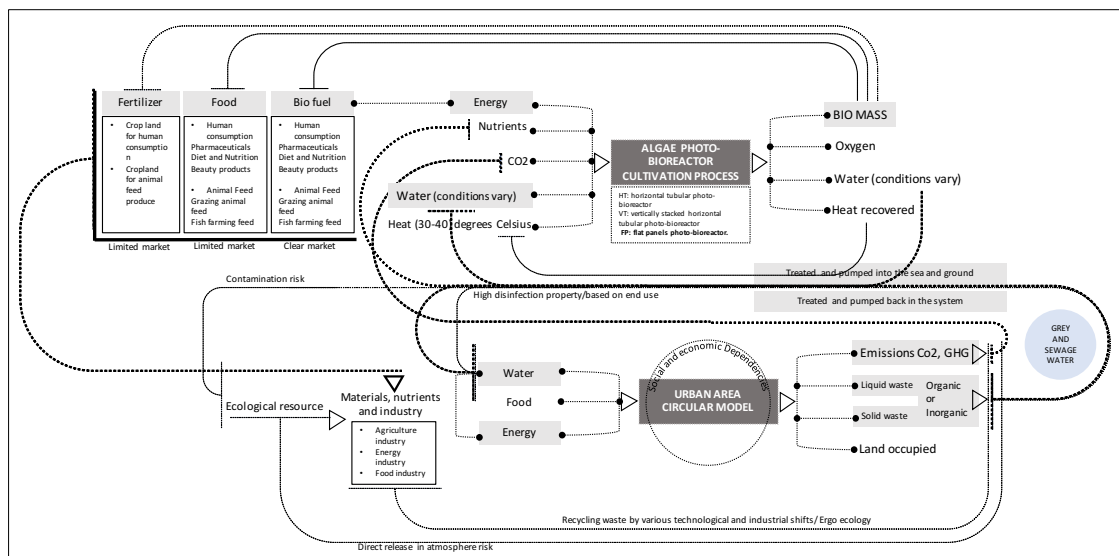 Fertilizer
Food
Bio fuel
Energy
Nutrients
CO2
Water (conditions vary)
Heat (30-40) degrees Celsius
• Crop land
for human
consumptio
n
• Cropland for
animal feed
produce
• Human
consumption
Pharmaceuticals
Diet and Nutrition
Beauty products
• Animal Feed
Grazing animal
feed
Fish farming feed
• Human
consumption
Pharmaceuticals
Diet and Nutrition
Beauty products
• Animal Feed
Grazing animal
feed
Fish farming feed
Limited market
Limited market
Clear market
ALGAE PHOTO-
BIOREACTOR
CULTIVATION PROCESS
HT: horizontal tubular photo-
bioreactor
VT: vertically stacked horizontal
tubular photo-bioreactor
FP: flat panels photo-bioreactor.
BIO MASS
Oxygen
Water (conditions vary)
Heat recovered
Contamination risk
High disinfection property/based on end use
Treated and pumped into the sea and ground
Treated and pumped back in the system
GREY
AND
SEWAGE
WATER
Ecological resource
Materials, nutrients
and industry
• Agriculture
industry
• Energy
industry
• Food industry
Water
Food
Energy
Social and economic Dependencies
URBAN AREA
CIRCULAR MODEL
Emissions Co2, GHG
Liquid waste
Solid waste
Organic
or
Inorganic
Land occupied
Recycling waste by various technological and industrial shifts/ Ergo ecology
Direct release in atmosphere risk